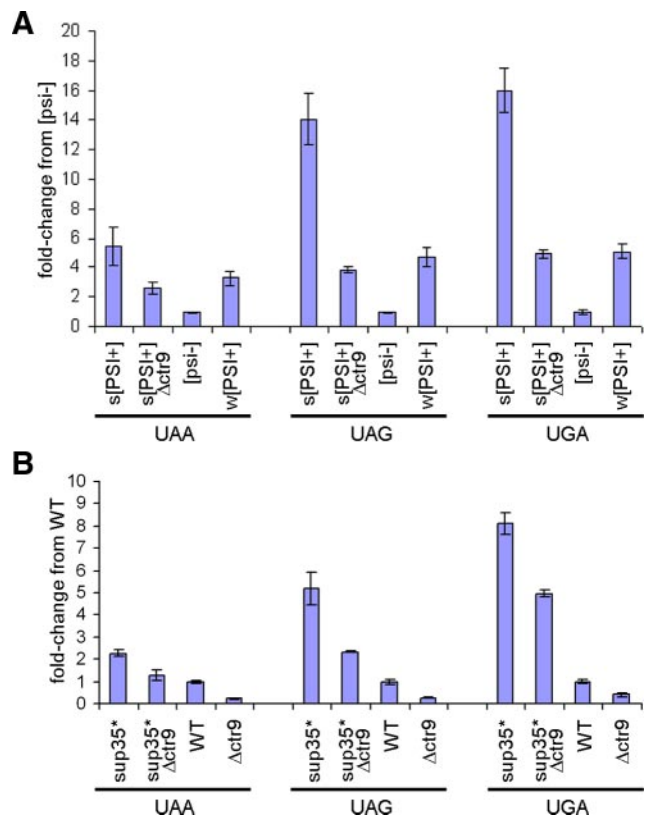 A
fold-change from [psi-]
20
18
16
14
12
10
8
6
4
2
0
s[PSI+]
s[PSI+]
Δctr9
[psi-]
w[PSI+]
s[PSI+]
s[PSI+]
Δctr9
[psi-]
w[PSI+]
s[PSI+]
s[PSI+]
Δctr9
[psi-]
w[PSI+]
UAA
UAG
UGA
B
fold-change from WT
10
9
8
7
6
5
4
3
2
1
0
sup35*
sup35*
Δctr9
WT
Δctr9
sup35*
sup35*
Δctr9
WT
Δctr9
sup35*
sup35*
Δctr9
WT
Δctr9
UAA
UAG
UGA